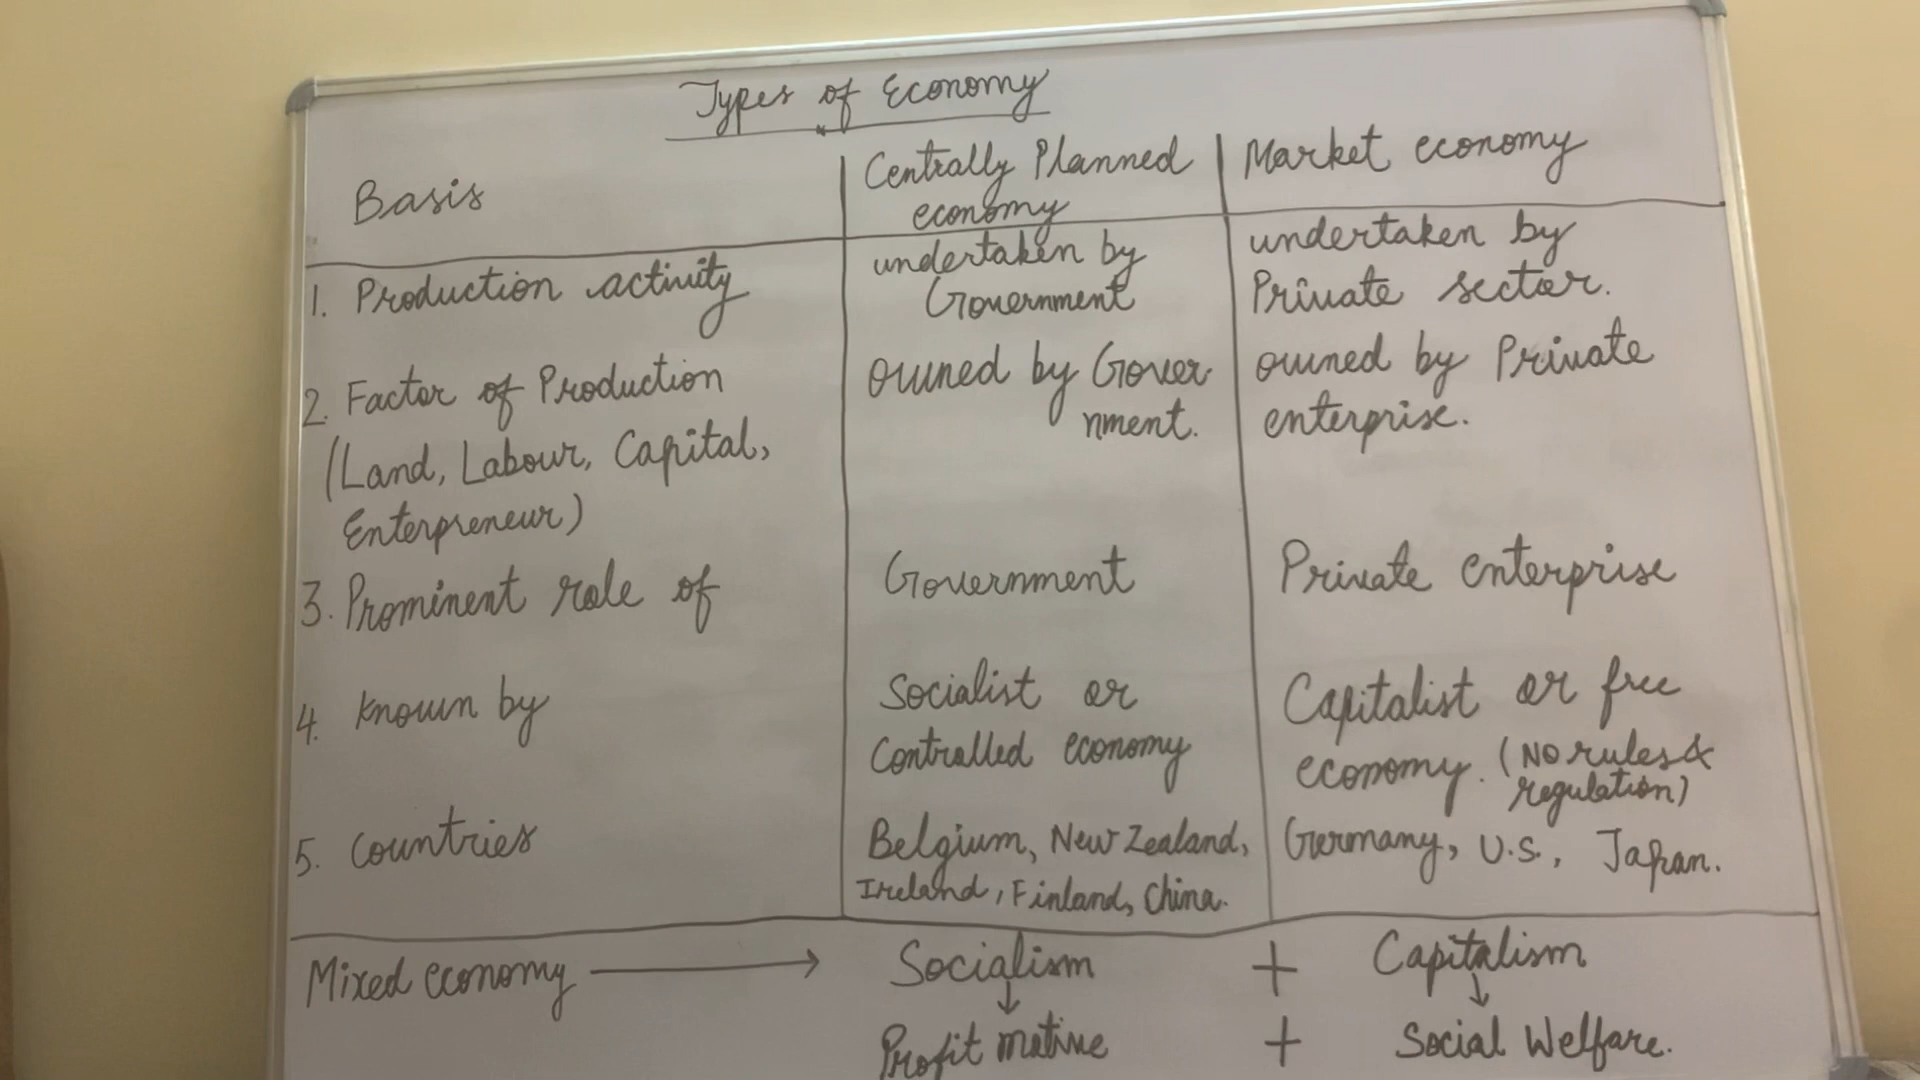 Types of Economy
Basis
Centrally Planned
economy
Market economy
1. Production activity
undertaken by
Government
undertaken by
Private sector.
2. Factor of Production
(Land, Labour, Capital,
Enterpreneur)
owned by Gover
nment.
owned by Private
enterprise.
3. Prominent role of
Government
Private enterprise
4. known by
Socialist or
Controlled economy
Capitalist or free
economy. (No rules &
regulation)
5. Countries
Belgium, New Zealand,
Ireland, Finland, China.
Germany, U.S., Japan.
Mixed economy → Socialism + Capitalism
↓ ↓
Profit motive + Social Welfare.